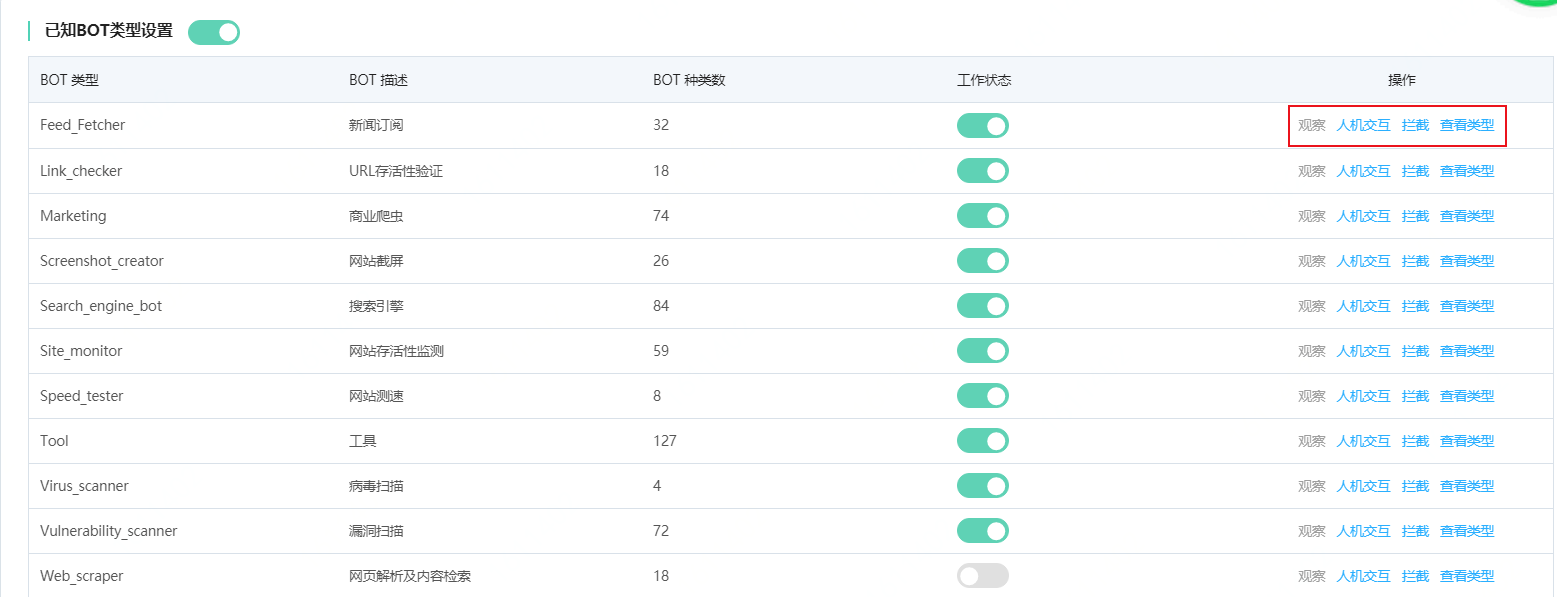 已知BOT类型设置
BOT 类型 BOT 描述 BOT 种类数 工作状态 操作
Feed_Fetcher 新闻订阅 32 观察 人机交互 拦截 查看类型
Link_checker URL存活性验证 18 观察 人机交互 拦截 查看类型
Marketing 商业爬虫 74 观察 人机交互 拦截 查看类型
Screenshot_creator 网站截屏 26 观察 人机交互 拦截 查看类型
Search_engine_bot 搜索引擎 84 观察 人机交互 拦截 查看类型
Site_monitor 网站存活性监测 59 观察 人机交互 拦截 查看类型
Speed_tester 网站测速 8 观察 人机交互 拦截 查看类型
Tool 工具 127 观察 人机交互 拦截 查看类型
Virus_scanner 病毒扫描 4 观察 人机交互 拦截 查看类型
Vulnerability_scanner 漏洞扫描 72 观察 人机交互 拦截 查看类型
Web_scraper 网页解析及内容检索 18 观察 人机交互 拦截 查看类型